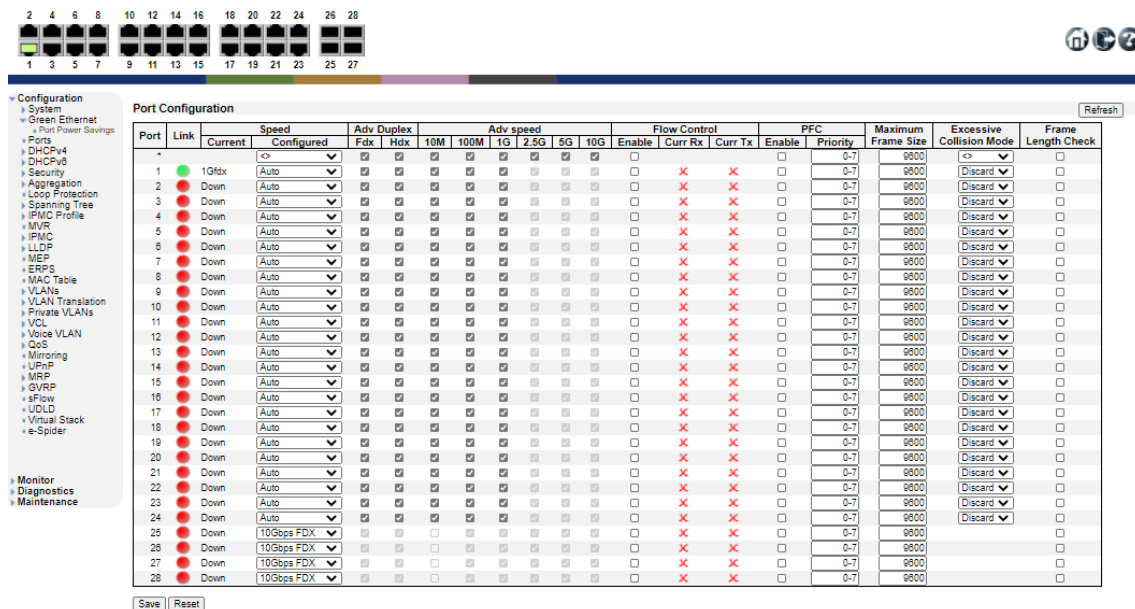 2 4 6 8 10 12 14 16 18 20 22 24 26 28
1 3 5 7 9 11 13 15 17 19 21 23 25 27
Configuration
System
Green Ethernet
Port Power Savings
Ports
DHCPv4
DHCPv6
Security
Aggregation
Loop Protection
Spanning Tree
IPMC Profile
MVR
IPMC
LLDP
MEP
ERPS
MAC Table
VLANs
VLAN Translation
Private VLANs
VCL
Voice VLAN
QoS
Mirroring
UPnP
MRP
GVRP
sFlow
UDLD
Virtual Stack
e-Spider
Monitor
Diagnostics
Maintenance
Port Configuration
Refresh
Port Link Speed Adv Duplex Adv speed Flow Control PFC Maximum Frame Size Excessive Collision Mode Frame Length Check
Current Configured Fdx Hdx 10M 100M 1G 2.5G 5G 10G Enable Curr Rx Curr Tx Enable Priority
* <> 0-7 9600 <>
1 1Gfdx Auto 0-7 9600 Discard
2 Down Auto 0-7 9600 Discard
3 Down Auto 0-7 9600 Discard
4 Down Auto 0-7 9600 Discard
5 Down Auto 0-7 9600 Discard
6 Down Auto 0-7 9600 Discard
7 Down Auto 0-7 9600 Discard
8 Down Auto 0-7 9600 Discard
9 Down Auto 0-7 9600 Discard
10 Down Auto 0-7 9600 Discard
11 Down Auto 0-7 9600 Discard
12 Down Auto 0-7 9600 Discard
13 Down Auto 0-7 9600 Discard
14 Down Auto 0-7 9600 Discard
15 Down Auto 0-7 9600 Discard
16 Down Auto 0-7 9600 Discard
17 Down Auto 0-7 9600 Discard
18 Down Auto 0-7 9600 Discard
19 Down Auto 0-7 9600 Discard
20 Down Auto 0-7 9600 Discard
21 Down Auto 0-7 9600 Discard
22 Down Auto 0-7 9600 Discard
23 Down Auto 0-7 9600 Discard
24 Down Auto 0-7 9600 Discard
25 Down 10Gbps FDX 0-7 9600
26 Down 10Gbps FDX 0-7 9600
27 Down 10Gbps FDX 0-7 9600
28 Down 10Gbps FDX 0-7 9600
Save Reset